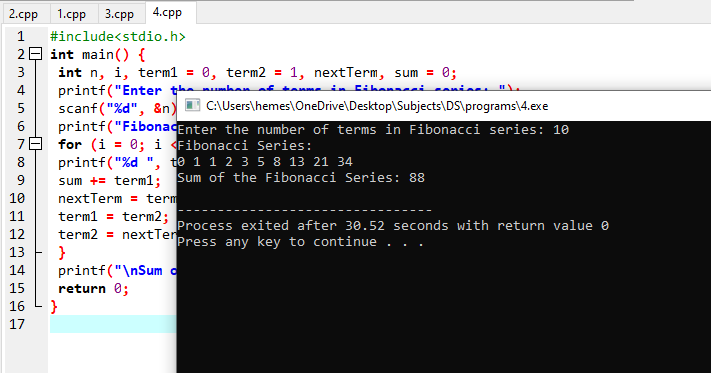 2.cpp 1.cpp 3.cpp 4.cpp
1 #include<stdio.h>
2 int main() {
3 int n, i, term1 = 0, term2 = 1, nextTerm, sum = 0;
4 printf("Enter the number of terms in Fibonacci series: ");
5 scanf("%d", &n)
6 printf("Fibonac
7 for (i = 0; i <
8 printf("%d ", t
9 sum += term1;
10 nextTerm = term
11 term1 = term2;
12 term2 = nextTer
13 }
14 printf("\nSum o
15 return 0;
16 }
17
C:\Users\hemes\OneDrive\Desktop\Subjects\DS\programs\4.exe
Enter the number of terms in Fibonacci series: 10
Fibonacci Series:
0 1 1 2 3 5 8 13 21 34
Sum of the Fibonacci Series: 88
--------------------------------
Process exited after 30.52 seconds with return value 0
Press any key to continue . . .